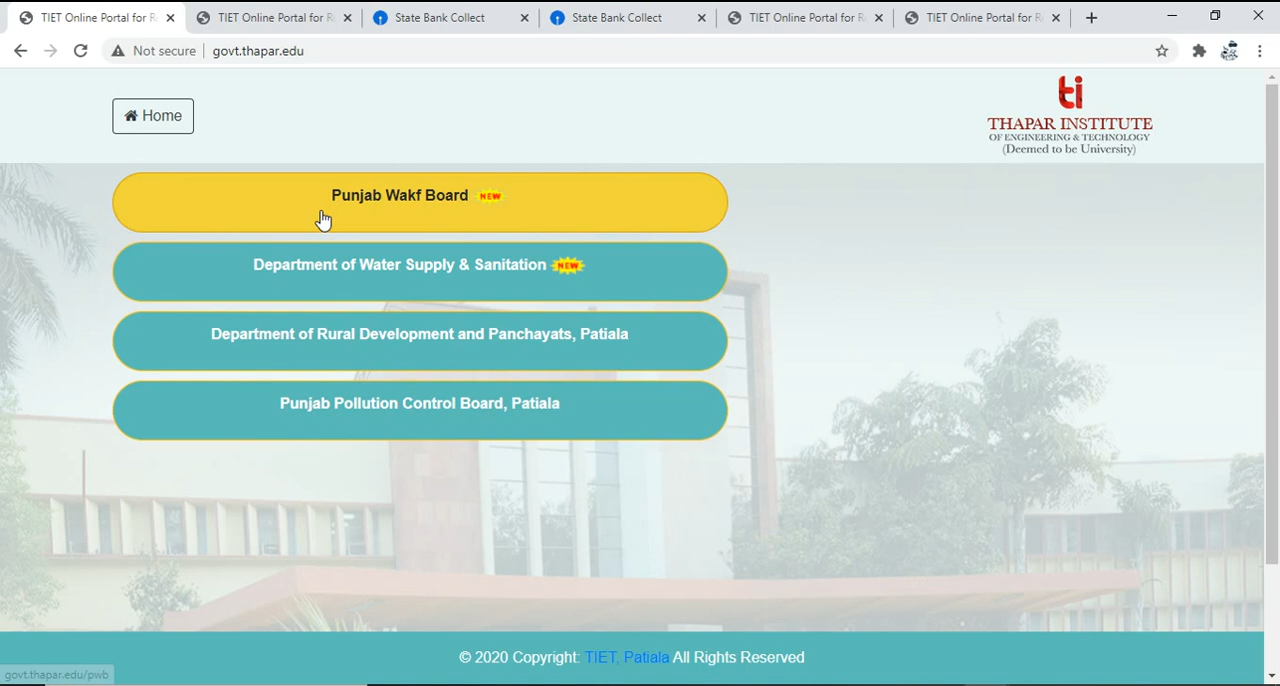 TIET Online Portal for R
TIET Online Portal for R
State Bank Collect
State Bank Collect
TIET Online Portal for R
TIET Online Portal for R
Not secure
govt.thapar.edu
Home
ti
THAPAR INSTITUTE
OF ENGINEERING & TECHNOLOGY
(Deemed to be University)
Punjab Wakf Board NEW
Department of Water Supply & Sanitation NEW
Department of Rural Development and Panchayats, Patiala
Punjab Pollution Control Board, Patiala
© 2020 Copyright: TIET, Patiala All Rights Reserved
govt.thapar.edu/pwb